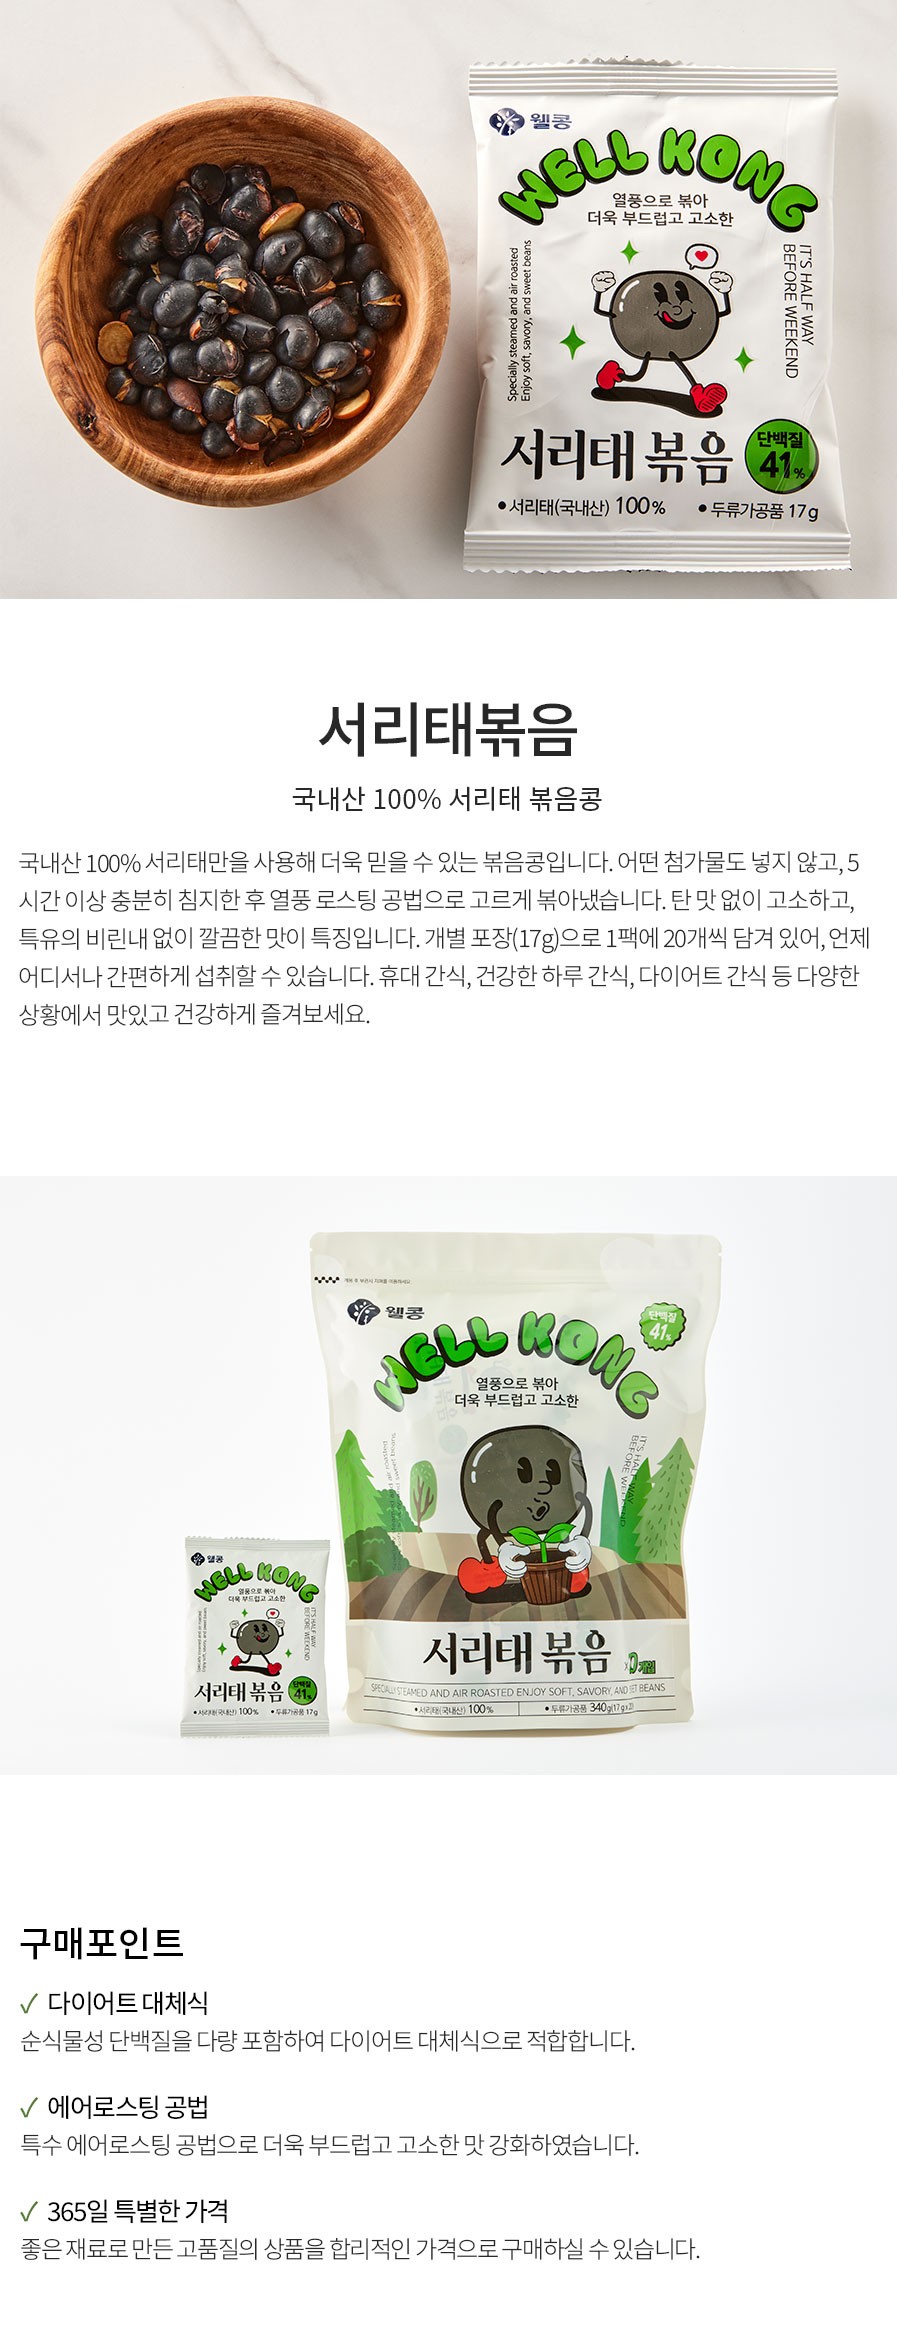 웰콩
WELL KONG
열풍으로 볶아
더욱 부드럽고 고소한
Specially steamed and air roasted
Enjoy soft, savory, and sweet beans
IT'S HALF WAY
BEFORE WEEKEND
서리태 볶음
단백질
41%
• 서리태(국내산) 100%
• 두류가공품 17g
서리태볶음
국내산 100% 서리태 볶음콩
국내산 100% 서리태만을 사용해 더욱 믿을 수 있는 볶음콩입니다. 어떤 첨가물도 넣지 않고, 5
시간 이상 충분히 침지한 후 열풍 로스팅 공법으로 고르게 볶아냈습니다. 탄 맛 없이 고소하고,
특유의 비린내 없이 깔끔한 맛이 특징입니다. 개별 포장(17g)으로 1팩에 20개씩 담겨 있어, 언제
어디서나 간편하게 섭취할 수 있습니다. 휴대 간식, 건강한 하루 간식, 다이어트 간식 등 다양한
상황에서 맛있고 건강하게 즐겨보세요.
웰콩
WELL KONG
단백질
41%
열풍으로 볶아
더욱 부드럽고 고소한
IT'S HALF WAY
BEFORE WEEKEND
서리태 볶음
개입
SPECIALLY STEAMED AND AIR ROASTED ENJOY SOFT, SAVORY, AND BEANS
• 서리태(국내산) 100%
• 두류가공품 340g(17g
웰콩
WELL KONG
열풍으로 볶아
더욱 부드럽고 고소한
IT'S HALF WAY
BEFORE WEEKEND
서리태 볶음
단백질
41%
• 서리태(국내산) 100%
• 두류가공품 17g
구매포인트
✓ 다이어트 대체식
순식물성 단백질을 다량 포함하여 다이어트 대체식으로 적합합니다.
✓ 에어로스팅 공법
특수 에어로스팅 공법으로 더욱 부드럽고 고소한 맛 강화하였습니다.
✓ 365일 특별한 가격
좋은 재료로 만든 고품질의 상품을 합리적인 가격으로 구매하실 수 있습니다.